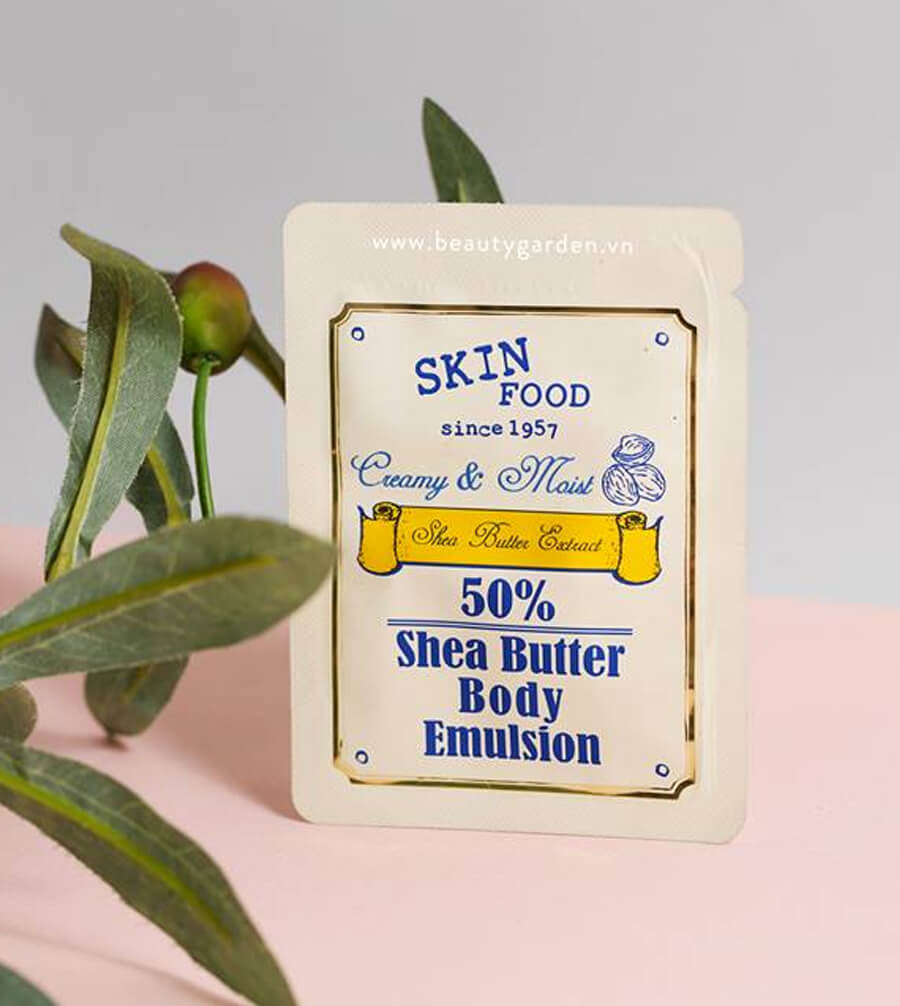 www.beautygarden.vn
SKIN
FOOD
since 1957
Creamy & Moist
Shea Butter Extract
50%
Shea Butter
Body
Emulsion